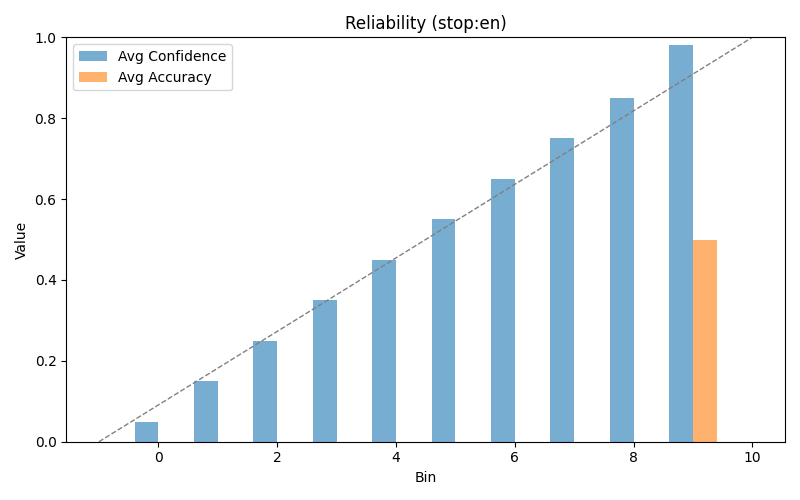 Reliability (stop:en)
Avg Confidence
Avg Accuracy
1.0
0.8
0.6
0.4
0.2
0.0
Value
0 2 4 6 8 10
Bin